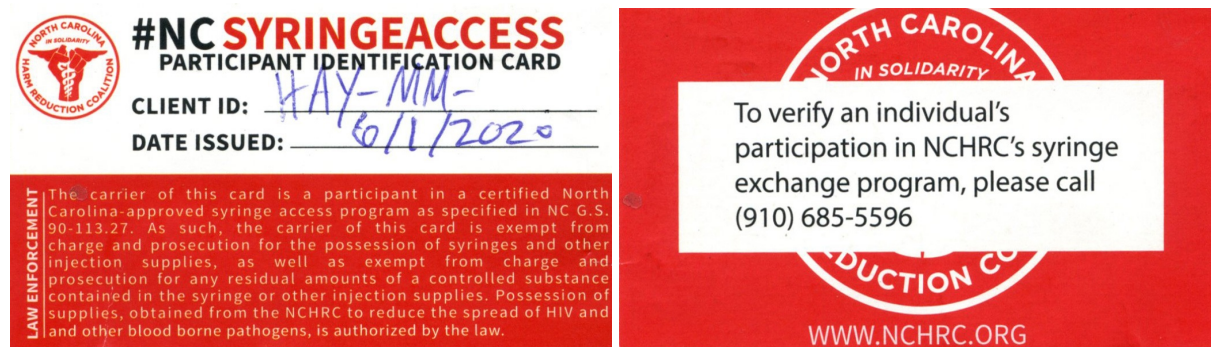 NORTH CAROLINA
IN SOLIDARITY
HARM REDUCTION COALITION
#NC SYRINGEACCESS
PARTICIPANT IDENTIFICATION CARD
CLIENT ID: HAY-MM-
DATE ISSUED: 6/1/2020
LAW ENFORCEMENT
The carrier of this card is a participant in a certified North
Carolina-approved syringe access program as specified in NC G.S.
90-113.27. As such, the carrier of this card is exempt from
charge and prosecution for the possession of syringes and other
injection supplies, as well as exempt from charge and
prosecution for any residual amounts of a controlled substance
contained in the syringe or other injection supplies. Possession of
supplies, obtained from the NCHRC to reduce the spread of HIV and
and other blood borne pathogens, is authorized by the law.
NORTH CAROLINA
IN SOLIDARITY
To verify an individual's
participation in NCHRC's syringe
exchange program, please call
(910) 685-5596
DUCTION CO
WWW.NCHRC.ORG